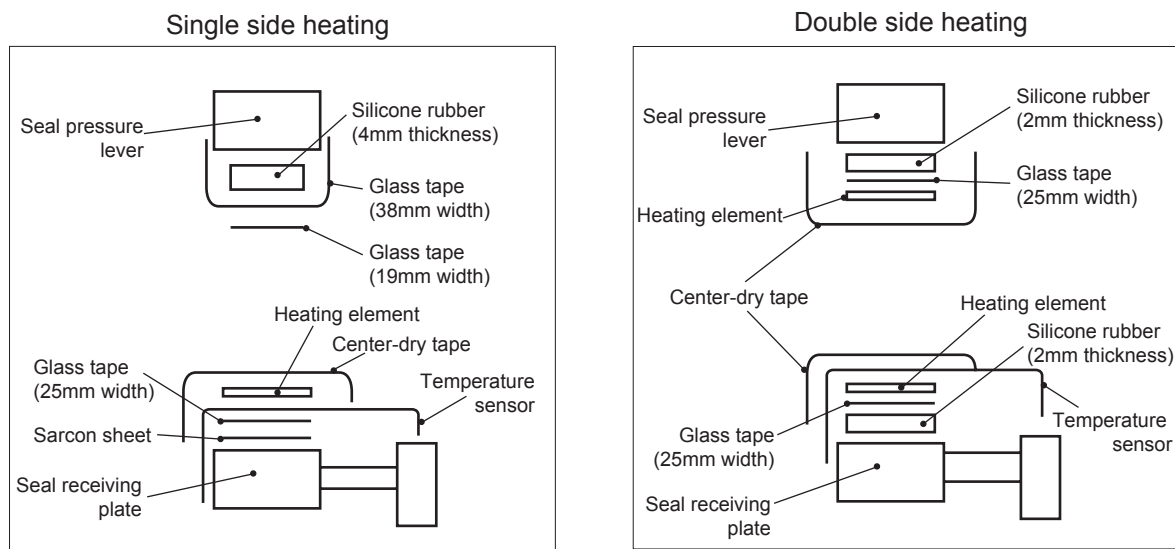 Single side heating
Seal pressure
lever
Silicone rubber
(4mm thickness)
Glass tape
(38mm width)
Glass tape
(19mm width)
Heating element
Center-dry tape
Glass tape
(25mm width)
Temperature
sensor
Sarcon sheet
Seal receiving
plate
Double side heating
Seal pressure
lever
Silicone rubber
(2mm thickness)
Glass tape
(25mm width)
Heating element
Center-dry tape
Heating element
Silicone rubber
(2mm thickness)
Glass tape
(25mm width)
Temperature
sensor
Seal receiving
plate